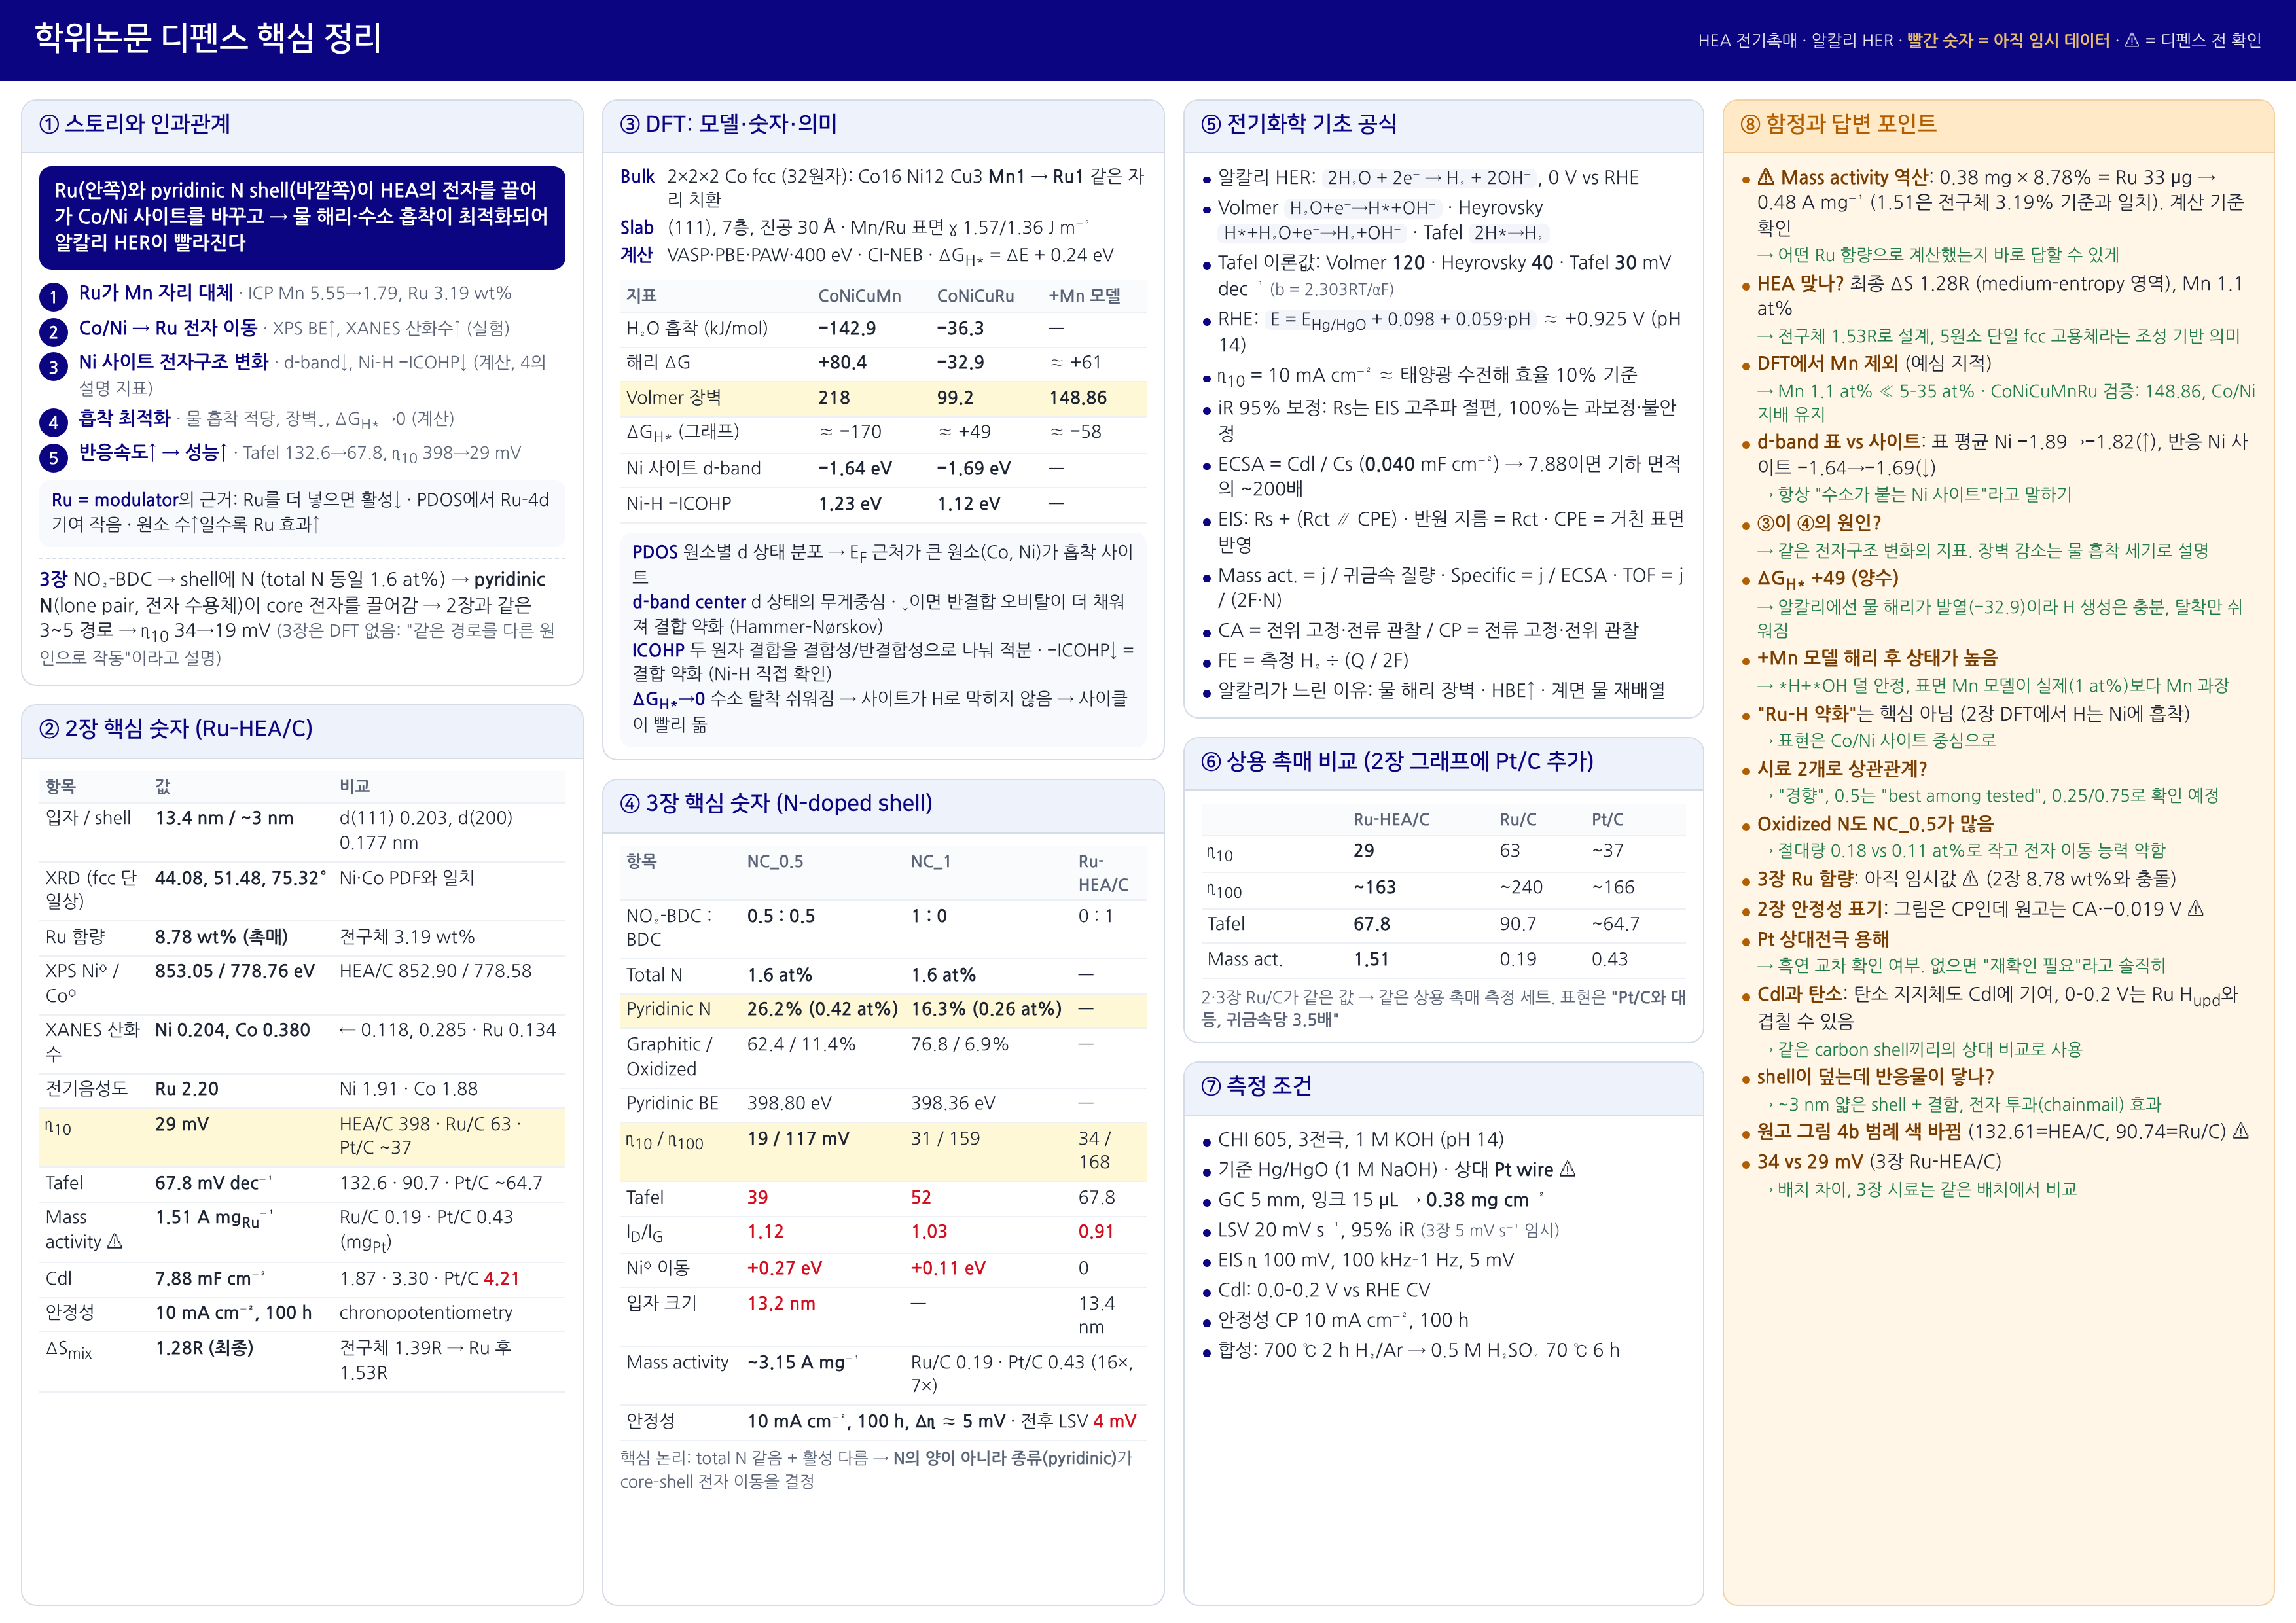 학위논문 디펜스 핵심 정리
HEA 전기촉매 · 알칼리 HER · 빨간 숫자 = 아직 임시 데이터 · ⚠ = 디펜스 전 확인
① 스토리와 인과관계
Ru(안쪽)와 pyridinic N shell(바깥쪽)이 HEA의 전자를 끌어
가 Co/Ni 사이트를 바꾸고 → 물 해리·수소 흡착이 최적화되어
알칼리 HER이 빨라진다
1 Ru가 Mn 자리 대체 · ICP Mn 5.55→1.79, Ru 3.19 wt%
2 Co/Ni → Ru 전자 이동 · XPS BE↑, XANES 산화수↑ (실험)
3 Ni 사이트 전자구조 변화 · d-band↓, Ni-H −ICOHP↓ (계산, 4의
설명 지표)
4 흡착 최적화 · 물 흡착 적당, 장벽↓, ΔG_H*→0 (계산)
5 반응속도↑ → 성능↑ · Tafel 132.6→67.8, η₁₀ 398→29 mV
Ru = modulator의 근거: Ru를 더 넣으면 활성↓ · PDOS에서 Ru-4d
기여 작음 · 원소 수↑일수록 Ru 효과↑
3장 NO₂-BDC → shell에 N (total N 동일 1.6 at%) → pyridinic
N(lone pair, 전자 수용체)이 core 전자를 끌어감 → 2장과 같은
3~5 경로 → η₁₀ 34→19 mV (3장은 DFT 없음: "같은 경로를 다른 원
인으로 작동"이라고 설명)
② 2장 핵심 숫자 (Ru-HEA/C)
항목 값 비교
입자 / shell 13.4 nm / ~3 nm d(111) 0.203, d(200)
0.177 nm
XRD (fcc 단
일상) 44.08, 51.48, 75.32° Ni·Co PDF와 일치
Ru 함량 8.78 wt% (촉매) 전구체 3.19 wt%
XPS Ni⁰ /
Co⁰ 853.05 / 778.76 eV HEA/C 852.90 / 778.58
XANES 산화
수 Ni 0.204, Co 0.380 ← 0.118, 0.285 · Ru 0.134
전기음성도 Ru 2.20 Ni 1.91 · Co 1.88
η₁₀ 29 mV HEA/C 398 · Ru/C 63 ·
Pt/C ~37
Tafel 67.8 mV dec⁻¹ 132.6 · 90.7 · Pt/C ~64.7
Mass
activity ⚠ 1.51 A mg_Ru⁻¹ Ru/C 0.19 · Pt/C 0.43
(mg_Pt)
Cdl 7.88 mF cm⁻² 1.87 · 3.30 · Pt/C 4.21
안정성 10 mA cm⁻², 100 h chronopotentiometry
ΔS_mix 1.28R (최종) 전구체 1.39R → Ru 후
1.53R
③ DFT: 모델·숫자·의미
Bulk 2×2×2 Co fcc (32원자): Co16 Ni12 Cu3 Mn1 → Ru1 같은 자
리 치환
Slab (111), 7층, 진공 30 Å · Mn/Ru 표면 γ 1.57/1.36 J m⁻²
계산 VASP·PBE·PAW·400 eV · CI-NEB · ΔG_H* = ΔE + 0.24 eV
지표 CoNiCuMn CoNiCuRu +Mn 모델
H₂O 흡착 (kJ/mol) −142.9 −36.3 —
해리 ΔG +80.4 −32.9 ≈ +61
Volmer 장벽 218 99.2 148.86
ΔG_H* (그래프) ≈ −170 ≈ +49 ≈ −58
Ni 사이트 d-band −1.64 eV −1.69 eV —
Ni-H −ICOHP 1.23 eV 1.12 eV —
PDOS 원소별 d 상태 분포 → E_F 근처가 큰 원소(Co, Ni)가 흡착 사이
트
d-band center d 상태의 무게중심 · ↓이면 반결합 오비탈이 더 채워
져 결합 약화 (Hammer-Nørskov)
ICOHP 두 원자 결합을 결합성/반결합성으로 나눠 적분 · −ICOHP↓ =
결합 약화 (Ni-H 직접 확인)
ΔG_H*→0 수소 탈착 쉬워짐 → 사이트가 H로 막히지 않음 → 사이클
이 빨리 돎
④ 3장 핵심 숫자 (N-doped shell)
항목 NC_0.5 NC_1 Ru-
HEA/C
NO₂-BDC :
BDC 0.5 : 0.5 1 : 0 0 : 1
Total N 1.6 at% 1.6 at% —
Pyridinic N 26.2% (0.42 at%) 16.3% (0.26 at%) —
Graphitic /
Oxidized 62.4 / 11.4% 76.8 / 6.9% —
Pyridinic BE 398.80 eV 398.36 eV —
η₁₀ / η₁₀₀ 19 / 117 mV 31 / 159 34 /
168
Tafel 39 52 67.8
I_D/I_G 1.12 1.03 0.91
Ni⁰ 이동 +0.27 eV +0.11 eV 0
입자 크기 13.2 nm — 13.4
nm
Mass activity ~3.15 A mg⁻¹ Ru/C 0.19 · Pt/C 0.43 (16×,
7×)
안정성 10 mA cm⁻², 100 h, Δη ≈ 5 mV · 전후 LSV 4 mV
핵심 논리: total N 같음 + 활성 다름 → N의 양이 아니라 종류(pyridinic)가
core-shell 전자 이동을 결정
⑤ 전기화학 기초 공식
• 알칼리 HER: 2H₂O + 2e⁻ → H₂ + 2OH⁻ , 0 V vs RHE
• Volmer H₂O+e⁻→H*+OH⁻ · Heyrovsky
H*+H₂O+e⁻→H₂+OH⁻ · Tafel 2H*→H₂
• Tafel 이론값: Volmer 120 · Heyrovsky 40 · Tafel 30 mV
dec⁻¹ (b = 2.303RT/αF)
• RHE: E = E_Hg/HgO + 0.098 + 0.059·pH ≈ +0.925 V (pH
14)
• η₁₀ = 10 mA cm⁻² ≈ 태양광 수전해 효율 10% 기준
• iR 95% 보정: Rs는 EIS 고주파 절편, 100%는 과보정·불안
정
• ECSA = Cdl / Cs (0.040 mF cm⁻²) → 7.88이면 기하 면적
의 ~200배
• EIS: Rs + (Rct ∥ CPE) · 반원 지름 = Rct · CPE = 거친 표면
반영
• Mass act. = j / 귀금속 질량 · Specific = j / ECSA · TOF = j
/ (2F·N)
• CA = 전위 고정·전류 관찰 / CP = 전류 고정·전위 관찰
• FE = 측정 H₂ ÷ (Q / 2F)
• 알칼리가 느린 이유: 물 해리 장벽 · HBE↑ · 계면 물 재배열
⑥ 상용 촉매 비교 (2장 그래프에 Pt/C 추가)
Ru-HEA/C Ru/C Pt/C
η₁₀ 29 63 ~37
η₁₀₀ ~163 ~240 ~166
Tafel 67.8 90.7 ~64.7
Mass act. 1.51 0.19 0.43
2·3장 Ru/C가 같은 값 → 같은 상용 촉매 측정 세트. 표현은 "Pt/C와 대
등, 귀금속당 3.5배"
⑦ 측정 조건
• CHI 605, 3전극, 1 M KOH (pH 14)
• 기준 Hg/HgO (1 M NaOH) · 상대 Pt wire ⚠
• GC 5 mm, 잉크 15 μL → 0.38 mg cm⁻²
• LSV 20 mV s⁻¹, 95% iR (3장 5 mV s⁻¹ 임시)
• EIS η 100 mV, 100 kHz–1 Hz, 5 mV
• Cdl: 0.0–0.2 V vs RHE CV
• 안정성 CP 10 mA cm⁻², 100 h
• 합성: 700 ℃ 2 h H₂/Ar → 0.5 M H₂SO₄ 70 ℃ 6 h
⑧ 함정과 답변 포인트
• ⚠ Mass activity 역산: 0.38 mg × 8.78% = Ru 33 μg →
0.48 A mg⁻¹ (1.51은 전구체 3.19% 기준과 일치). 계산 기준
확인
→ 어떤 Ru 함량으로 계산했는지 바로 답할 수 있게
• HEA 맞나? 최종 ΔS 1.28R (medium-entropy 영역), Mn 1.1
at%
→ 전구체 1.53R로 설계, 5원소 단일 fcc 고용체라는 조성 기반 의미
• DFT에서 Mn 제외 (예심 지적)
→ Mn 1.1 at% ≪ 5–35 at% · CoNiCuMnRu 검증: 148.86, Co/Ni
지배 유지
• d-band 표 vs 사이트: 표 평균 Ni −1.89→−1.82(↑), 반응 Ni 사
이트 −1.64→−1.69(↓)
→ 항상 "수소가 붙는 Ni 사이트"라고 말하기
• ③이 ④의 원인?
→ 같은 전자구조 변화의 지표. 장벽 감소는 물 흡착 세기로 설명
• ΔG_H* +49 (양수)
→ 알칼리에선 물 해리가 발열(−32.9)이라 H 생성은 충분, 탈착만 쉬
워짐
• +Mn 모델 해리 후 상태가 높음
→ *H+*OH 덜 안정, 표면 Mn 모델이 실제(1 at%)보다 Mn 과장
• "Ru-H 약화"는 핵심 아님 (2장 DFT에서 H는 Ni에 흡착)
→ 표현은 Co/Ni 사이트 중심으로
• 시료 2개로 상관관계?
→ "경향", 0.5는 "best among tested", 0.25/0.75로 확인 예정
• Oxidized N도 NC_0.5가 많음
→ 절대량 0.18 vs 0.11 at%로 작고 전자 이동 능력 약함
• 3장 Ru 함량: 아직 임시값 ⚠ (2장 8.78 wt%와 충돌)
• 2장 안정성 표기: 그림은 CP인데 원고는 CA·−0.019 V ⚠
• Pt 상대전극 용해
→ 흑연 교차 확인 여부. 없으면 "재확인 필요"라고 솔직히
• Cdl과 탄소: 탄소 지지체도 Cdl에 기여, 0–0.2 V는 Ru H_upd와
겹칠 수 있음
→ 같은 carbon shell끼리의 상대 비교로 사용
• shell이 덮는데 반응물이 닿나?
→ ~3 nm 얇은 shell + 결함, 전자 투과(chainmail) 효과
• 원고 그림 4b 범례 색 바뀜 (132.61=HEA/C, 90.74=Ru/C) ⚠
• 34 vs 29 mV (3장 Ru-HEA/C)
→ 배치 차이, 3장 시료는 같은 배치에서 비교